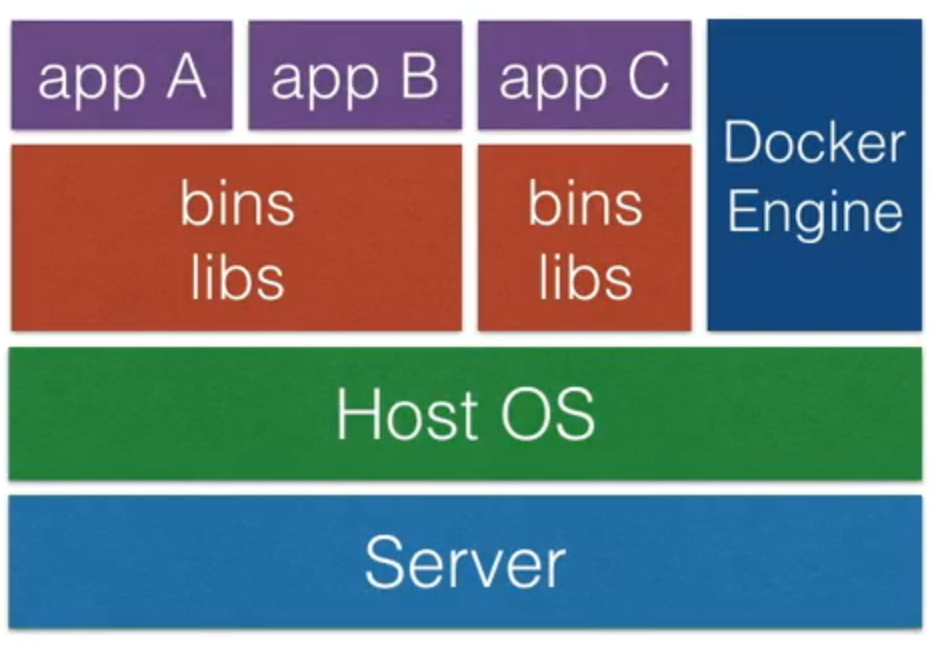 app A
app B
app C
Docker
Engine
bins
libs
bins
libs
Host OS
Server